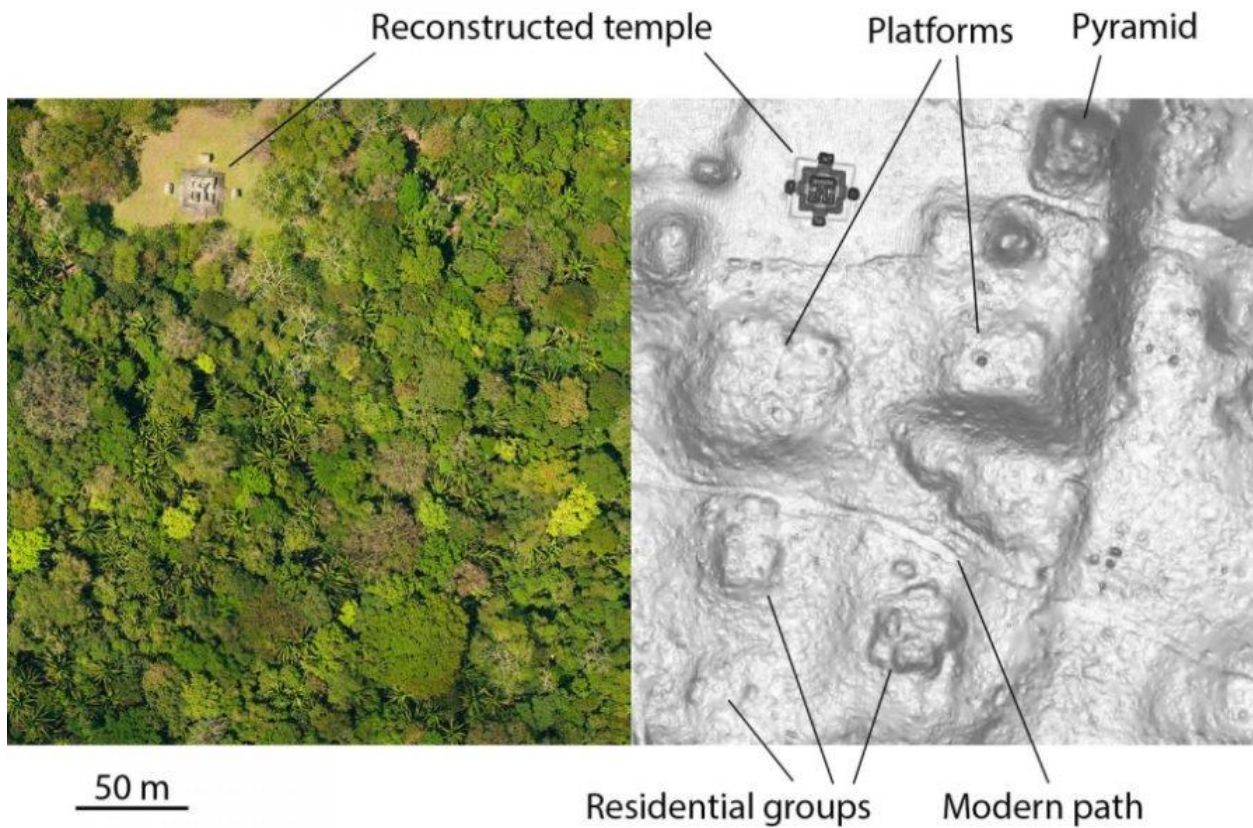 Reconstructed temple
Platforms
Pyramid
50 m
Residential groups
Modern path